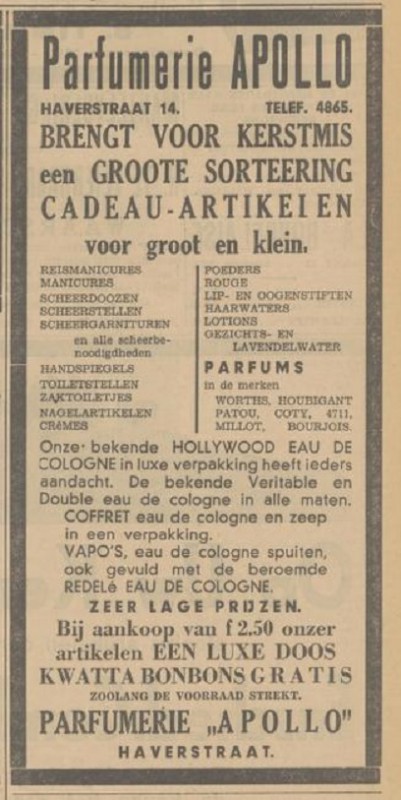 Parfumerie APOLLO
HAVERSTRAAT 14. TELEF. 4865.
BRENGT VOOR KERSTMIS
een GROOTE SORTEERING
CADEAU-ARTIKELEN
voor groot en klein.
REISMANICURES
MANICURES
SCHEERDOOZEN
SCHEERSTELLEN
SCHEERGARNITUREN
en alle scheerbe-
noodigdheden
HANDSPIEGELS
TOILETSTELLEN
ZAKTOILETJES
NAGELARTIKELEN
CRèMES
POEDERS
ROUGE
LIP- EN OOGENSTIFTEN
HAARWATERS
LOTIONS
GEZICHTS- EN
LAVENDELWATER
PARFUMS
in de merken
WORTHS, HOUBIGANT
PATOU, COTY, 4711,
MILLOT, BOURJOIS.
Onze bekende HOLLYWOOD EAU DE
COLOGNE in luxe verpakking heeft ieders
aandacht. De bekende Veritable en
Double eau de cologne in alle maten.
COFFRET eau de cologne en zeep
in een verpakking.
VAPO'S, eau de cologne spuiten,
ook gevuld met de beroemde
REDELé EAU DE COLOGNE.
ZEER LAGE PRIJZEN.
Bij aankoop van f 2.50 onzer
artikelen EEN LUXE DOOS
KWATTA BONBONS GRATIS
ZOOLANG DE VOORRAAD STREKT.
PARFUMERIE „APOLLO"
HAVERSTRAAT.